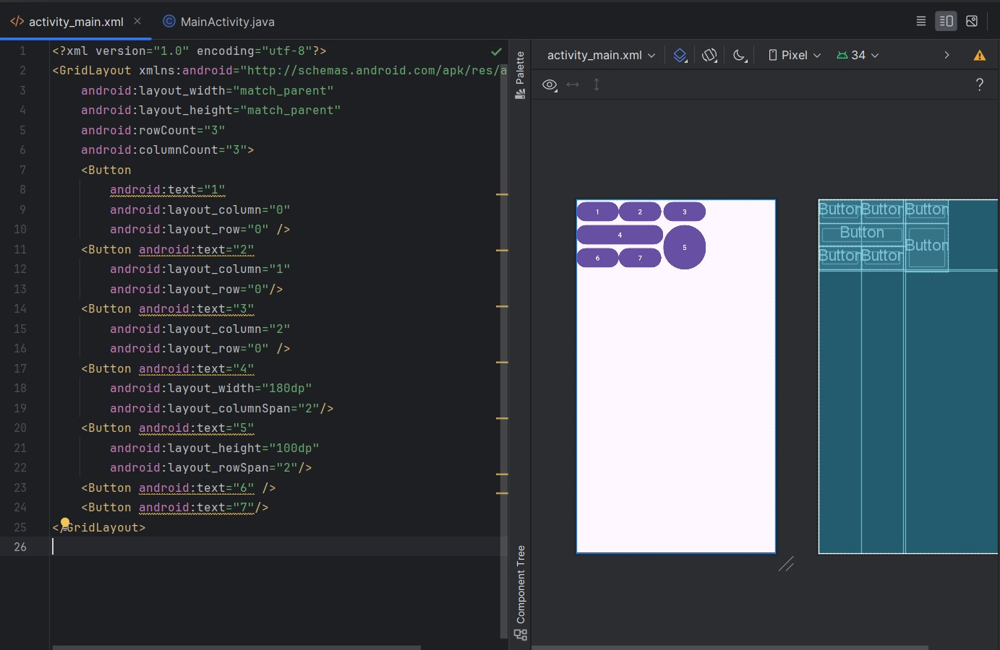 activity_main.xml
MainActivity.java
1 <?xml version="1.0" encoding="utf-8"?>
2 <GridLayout xmlns:android="http://schemas.android.com/apk/res/a
3 android:layout_width="match_parent"
4 android:layout_height="match_parent"
5 android:rowCount="3"
6 android:columnCount="3">
7 <Button
8 android:text="1"
9 android:layout_column="0"
10 android:layout_row="0" />
11 <Button android:text="2"
12 android:layout_column="1"
13 android:layout_row="0"/>
14 <Button android:text="3"
15 android:layout_column="2"
16 android:layout_row="0" />
17 <Button android:text="4"
18 android:layout_width="180dp"
19 android:layout_columnSpan="2"/>
20 <Button android:text="5"
21 android:layout_height="100dp"
22 android:layout_rowSpan="2"/>
23 <Button android:text="6" />
24 <Button android:text="7"/>
25 </GridLayout>
26
Palette
Component Tree
activity_main.xml
Pixel
34
?
1 2 3
4
5
6 7
Button Button Button
Button
Button
Button Button